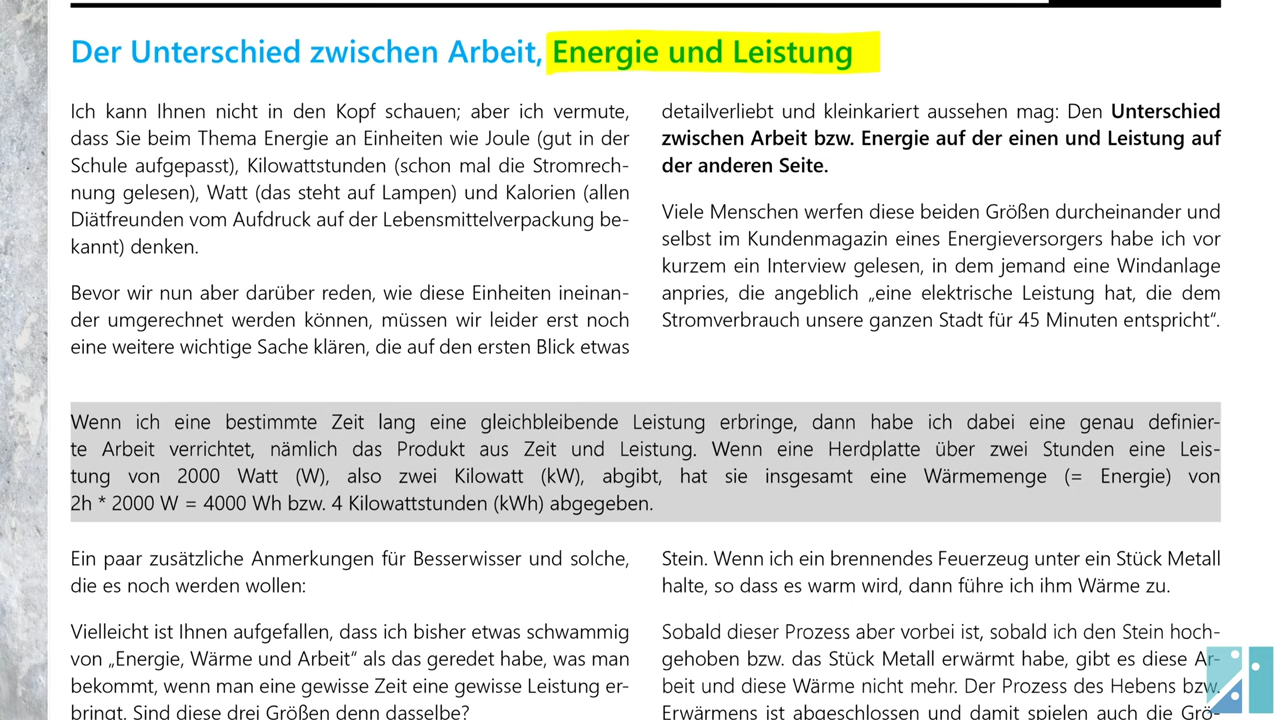 Der Unterschied zwischen Arbeit, Energie und Leistung
Ich kann Ihnen nicht in den Kopf schauen; aber ich vermute,
dass Sie beim Thema Energie an Einheiten wie Joule (gut in der
Schule aufgepasst), Kilowattstunden (schon mal die Stromrech-
nung gelesen), Watt (das steht auf Lampen) und Kalorien (allen
Diätfreunden vom Aufdruck auf der Lebensmittelverpackung be-
kannt) denken.
Bevor wir nun aber darüber reden, wie diese Einheiten ineinan-
der umgerechnet werden können, müssen wir leider erst noch
eine weitere wichtige Sache klären, die auf den ersten Blick etwas
detailverliebt und kleinkariert aussehen mag: Den Unterschied
zwischen Arbeit bzw. Energie auf der einen und Leistung auf
der anderen Seite.
Viele Menschen werfen diese beiden Größen durcheinander und
selbst im Kundenmagazin eines Energieversorgers habe ich vor
kurzem ein Interview gelesen, in dem jemand eine Windanlage
anpries, die angeblich „eine elektrische Leistung hat, die dem
Stromverbrauch unsere ganzen Stadt für 45 Minuten entspricht“.
Wenn ich eine bestimmte Zeit lang eine gleichbleibende Leistung erbringe, dann habe ich dabei eine genau definier-
te Arbeit verrichtet, nämlich das Produkt aus Zeit und Leistung. Wenn eine Herdplatte über zwei Stunden eine Leis-
tung von 2000 Watt (W), also zwei Kilowatt (kW), abgibt, hat sie insgesamt eine Wärmemenge (= Energie) von
2h * 2000 W = 4000 Wh bzw. 4 Kilowattstunden (kWh) abgegeben.
Ein paar zusätzliche Anmerkungen für Besserwisser und solche,
die es noch werden wollen:
Vielleicht ist Ihnen aufgefallen, dass ich bisher etwas schwammig
von „Energie, Wärme und Arbeit“ als das geredet habe, was man
bekommt, wenn man eine gewisse Zeit eine gewisse Leistung er-
bringt. Sind diese drei Größen denn dasselbe?
Stein. Wenn ich ein brennendes Feuerzeug unter ein Stück Metall
halte, so dass es warm wird, dann führe ich ihm Wärme zu.
Sobald dieser Prozess aber vorbei ist, sobald ich den Stein hoch-
gehoben bzw. das Stück Metall erwärmt habe, gibt es diese Ar-
beit und diese Wärme nicht mehr. Der Prozess des Hebens bzw.
Erwärmens ist abgeschlossen und damit spielen auch die Grö-